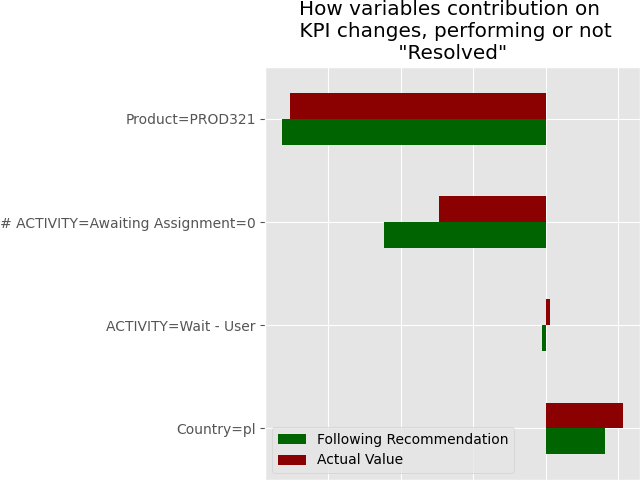 How variables contribution on
KPI changes, performing or not
"Resolved"
Product=PROD321
# ACTIVITY=Awaiting Assignment=0
ACTIVITY=Wait - User
Country=pl
Following Recommendation
Actual Value